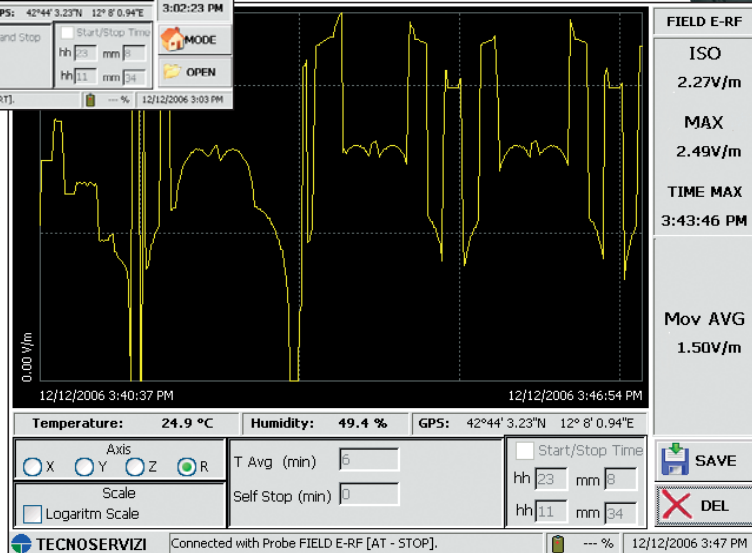 PS: 42°44' 3.23"N 12° 8' 0.94"E
3:02:23 PM
and Stop
Start/Stop Time
hh 23 mm 8
hh 11 mm 34
MODE
OPEN
RT].
--- %
12/12/2006 3:03 PM
FIELD E-RF
ISO
2.27V/m
MAX
2.49V/m
TIME MAX
3:43:46 PM
Mov AVG
1.50V/m
0.00 V/m
12/12/2006 3:40:37 PM
12/12/2006 3:46:54 PM
Temperature: 24.9 °C
Humidity: 49.4 %
GPS: 42°44' 3.23"N 12° 8' 0.94"E
Axis
X Y Z R
Scale
Logaritm Scale
T Avg (min) 6
Self Stop (min) 0
Start/Stop Time
hh 23 mm 8
hh 11 mm 34
SAVE
DEL
TECNOSERVIZI
Connected with Probe FIELD E-RF [AT - STOP].
--- %
12/12/2006 3:47 PM